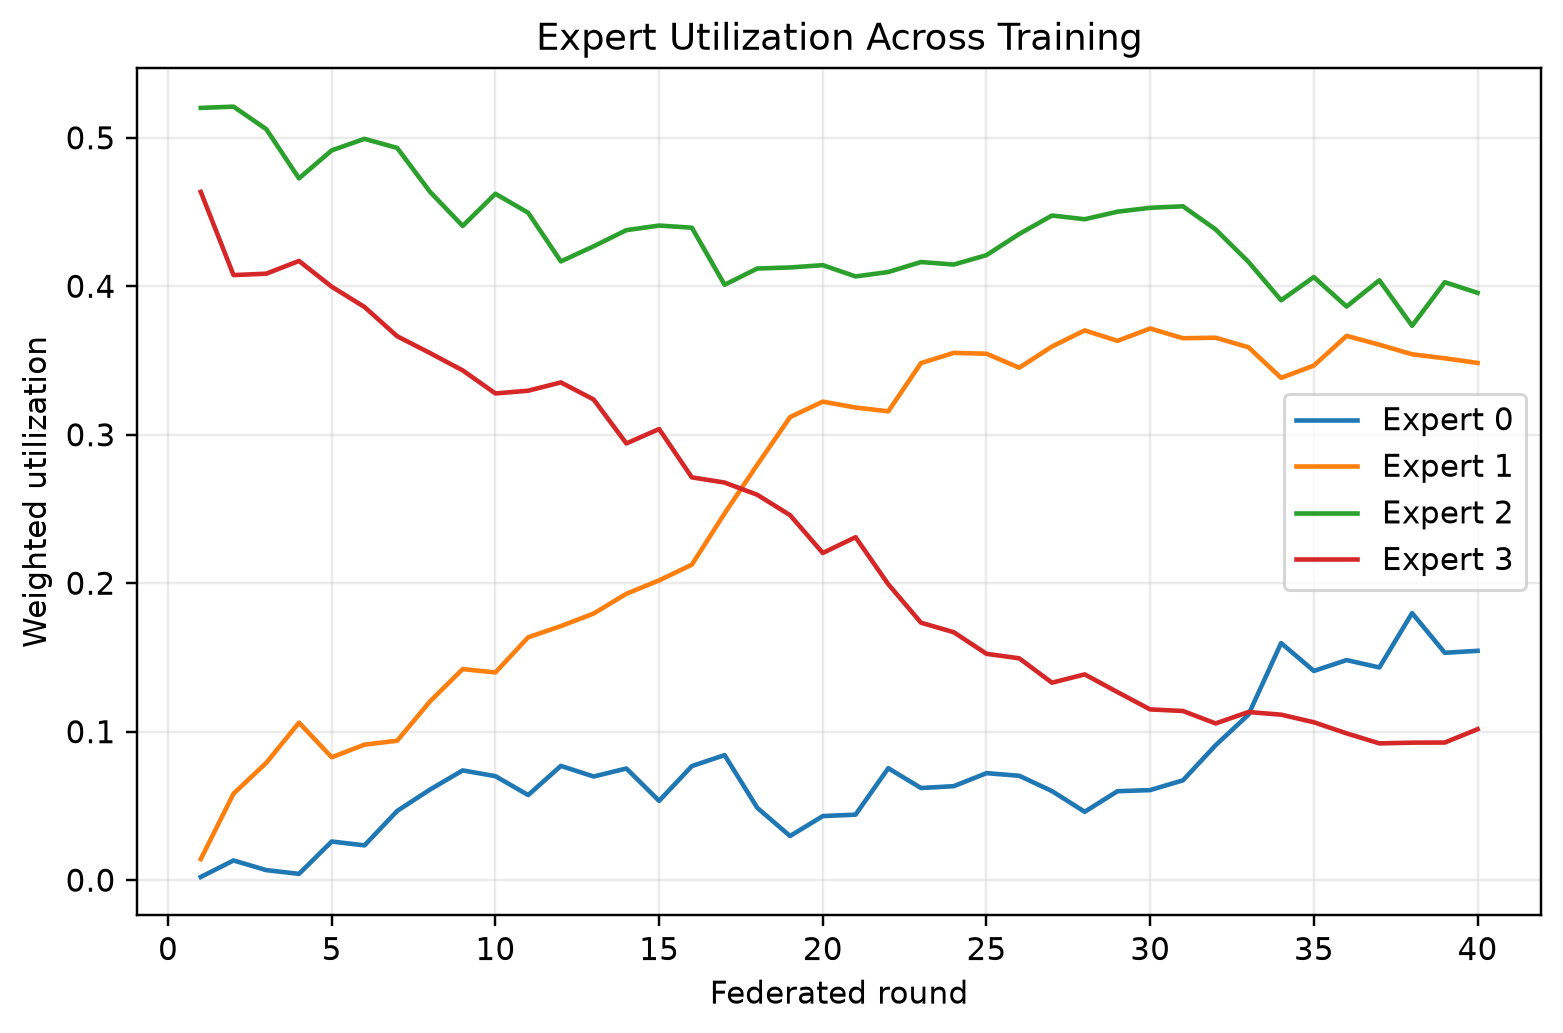 Expert Utilization Across Training
Weighted utilization
0.5
0.4
0.3
0.2
0.1
0.0
Expert 0
Expert 1
Expert 2
Expert 3
0 5 10 15 20 25 30 35 40
Federated round